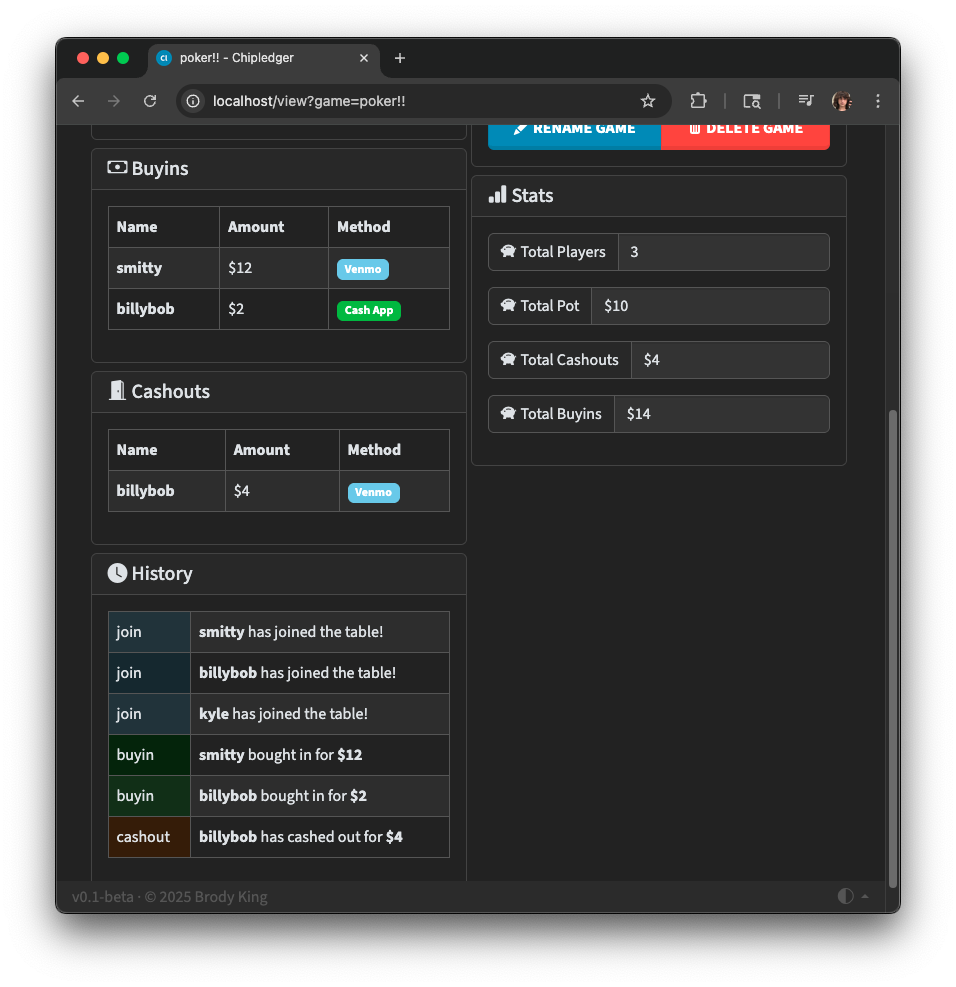 CL poker!! - Chipledger
localhost/view?game=poker!!
RENAME GAME DELETE GAME
Buyins
Name Amount Method
smitty $12 Venmo
billybob $2 Cash App
Cashouts
Name Amount Method
billybob $4 Venmo
History
join smitty has joined the table!
join billybob has joined the table!
join kyle has joined the table!
buyin smitty bought in for $12
buyin billybob bought in for $2
cashout billybob has cashed out for $4
Stats
Total Players 3
Total Pot $10
Total Cashouts $4
Total Buyins $14
v0.1-beta · © 2025 Brody King